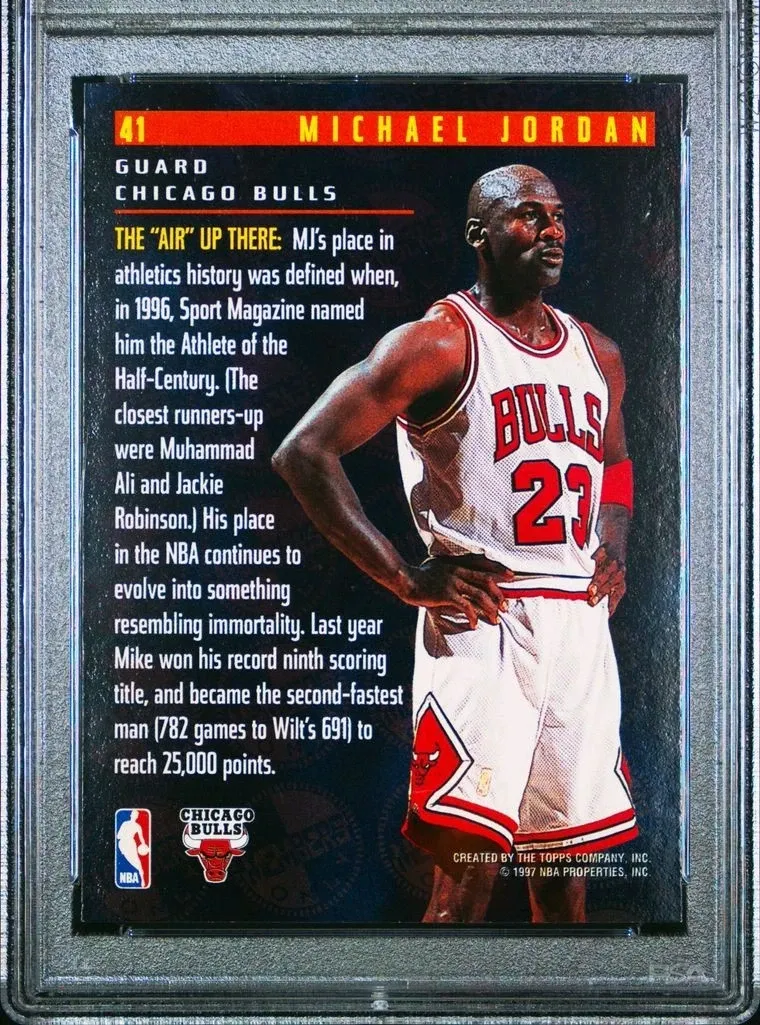 41 MICHAEL JORDAN
GUARD
CHICAGO BULLS
THE "AIR" UP THERE: MJ's place in
athletics history was defined when,
in 1996, Sport Magazine named
him the Athlete of the
Half-Century. (The
closest runners-up
were Muhammad
Ali and Jackie
Robinson.) His place
in the NBA continues to
evolve into something
resembling immortality. Last year
Mike won his record ninth scoring
title, and became the second-fastest
man (782 games to Wilt's 691) to
reach 25,000 points.
BULLS
23
NBA
CHICAGO
BULLS
CREATED BY THE TOPPS COMPANY, INC.
© 1997 NBA PROPERTIES, INC
PSA